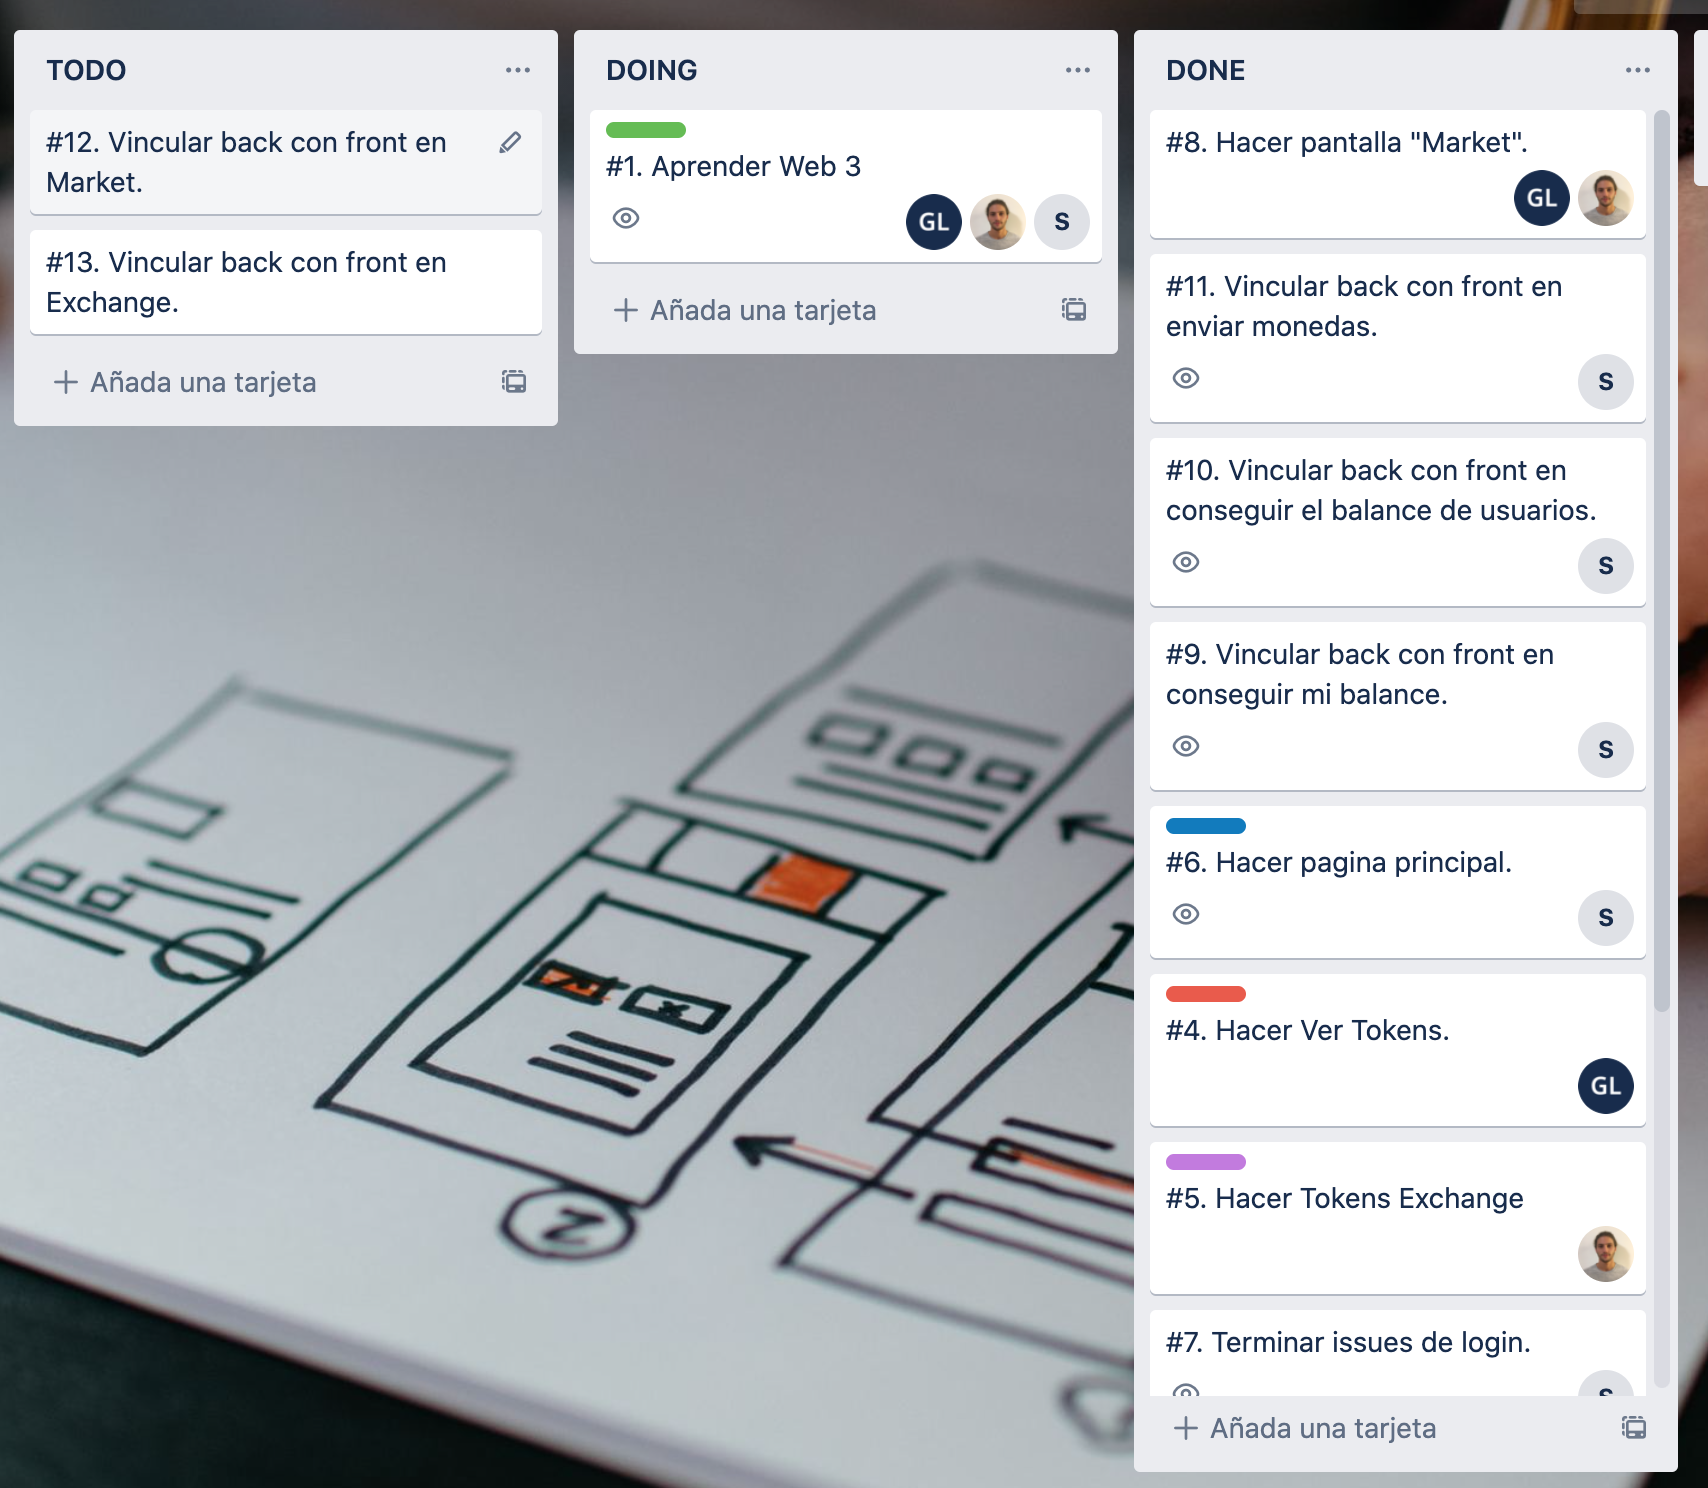 TODO
#12. Vincular back con front en
Market.
#13. Vincular back con front en
Exchange.
Añada una tarjeta
DOING
#1. Aprender Web 3
GL
S
Añada una tarjeta
DONE
#8. Hacer pantalla "Market".
GL
#11. Vincular back con front en
enviar monedas.
S
#10. Vincular back con front en
conseguir el balance de usuarios.
S
#9. Vincular back con front en
conseguir mi balance.
S
#6. Hacer pagina principal.
S
#4. Hacer Ver Tokens.
GL
#5. Hacer Tokens Exchange
#7. Terminar issues de login.
S
Añada una tarjeta
2